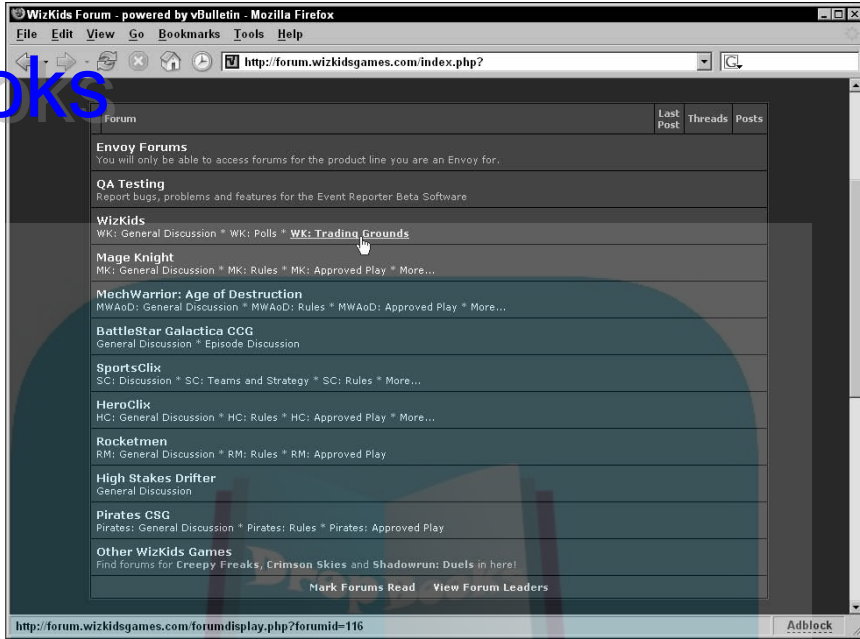 WizKids Forum - powered by vBulletin - Mozilla Firefox
File Edit View Go Bookmarks Tools Help
http://forum.wizkidsgames.com/index.php?
G
oks
Forum Last Post Threads Posts
Envoy Forums
You will only be able to access forums for the product line you are an Envoy for.
QA Testing
Report bugs, problems and features for the Event Reporter Beta Software
WizKids
WK: General Discussion * WK: Polls * WK: Trading Grounds
Mage Knight
MK: General Discussion * MK: Rules * MK: Approved Play * More...
MechWarrior: Age of Destruction
MWAoD: General Discussion * MWAoD: Rules * MWAoD: Approved Play * More...
BattleStar Galactica CCG
General Discussion * Episode Discussion
SportsClix
SC: Discussion * SC: Teams and Strategy * SC: Rules * More...
HeroClix
HC: General Discussion * HC: Rules * HC: Approved Play * More...
Rocketmen
RM: General Discussion * RM: Rules * RM: Approved Play
High Stakes Drifter
General Discussion
Pirates CSG
Pirates: General Discussion * Pirates: Rules * Pirates: Approved Play
Other WizKids Games
Find forums for Creepy Freaks, Crimson Skies and Shadowrun: Duels in here!
DropBooks
Mark Forums Read View Forum Leaders
http://forum.wizkidsgames.com/forumdisplay.php?forumid=116 Adblock